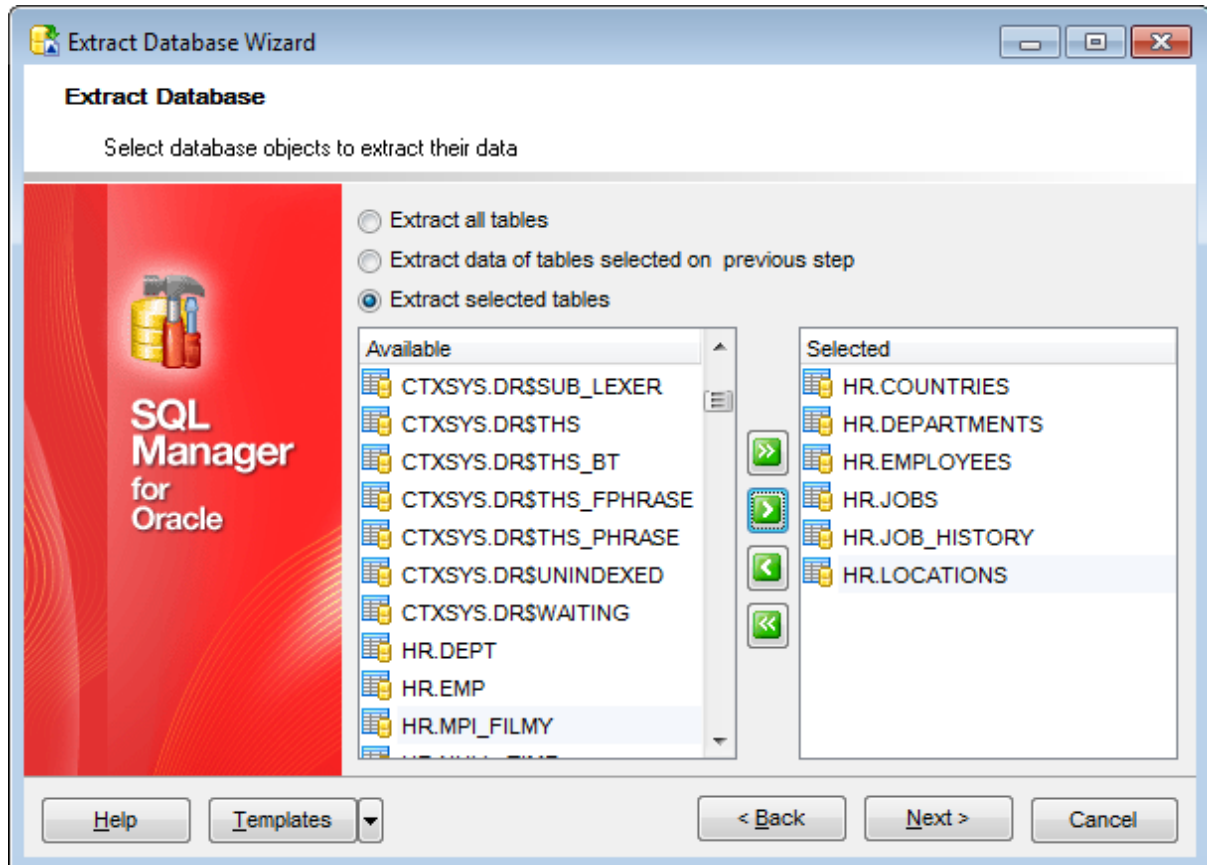 Extract Database Wizard
Extract Database
Select database objects to extract their data
SQL
Manager
for
Oracle
Extract all tables
Extract data of tables selected on previous step
Extract selected tables
Available
CTXSYS.DR$SUB_LEXER
CTXSYS.DR$THS
CTXSYS.DR$THS_BT
CTXSYS.DR$THS_FPHRASE
CTXSYS.DR$THS_PHRASE
CTXSYS.DR$UNINDEXED
CTXSYS.DR$WAITING
HR.DEPT
HR.EMP
HR.MPI_FILMY
Selected
HR.COUNTRIES
HR.DEPARTMENTS
HR.EMPLOYEES
HR.JOBS
HR.JOB_HISTORY
HR.LOCATIONS
Help
Templates
< Back
Next >
Cancel